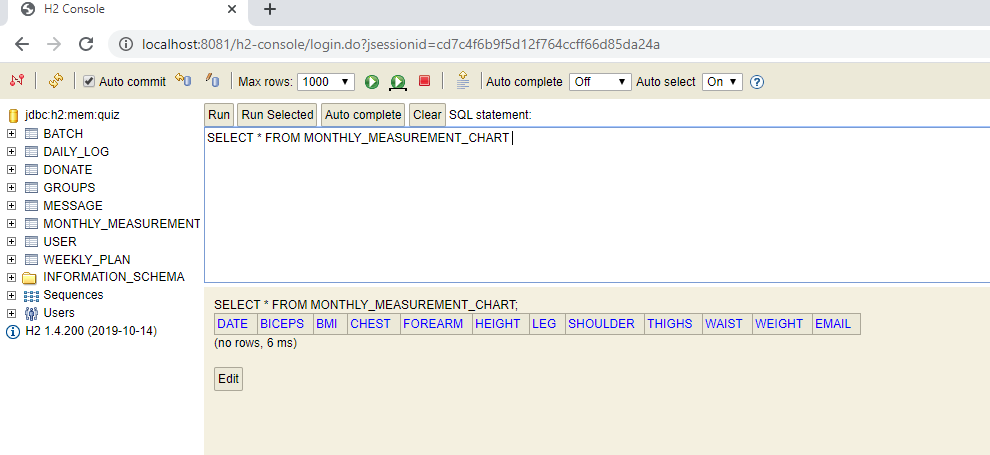 H2 Console
localhost:8081/h2-console/login.do?jsessionid=cd7c4f6b9f5d12f764ccff66d85da24a
Auto commit Max rows: 1000 Auto complete Off Auto select On
jdbc:h2:mem:quiz
BATCH
DAILY_LOG
DONATE
GROUPS
MESSAGE
MONTHLY_MEASUREMENT
USER
WEEKLY_PLAN
INFORMATION_SCHEMA
Sequences
Users
H2 1.4.200 (2019-10-14)
Run Run Selected Auto complete Clear SQL statement:
SELECT * FROM MONTHLY_MEASUREMENT_CHART
SELECT * FROM MONTHLY_MEASUREMENT_CHART;
DATE BICEPS BMI CHEST FOREARM HEIGHT LEG SHOULDER THIGHS WAIST WEIGHT EMAIL
(no rows, 6 ms)
Edit